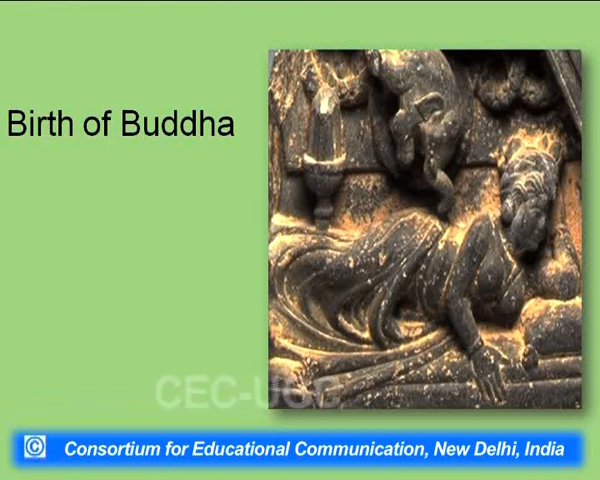 Birth of Buddha
CEC-UGC
© Consortium for Educational Communication, New Delhi, India